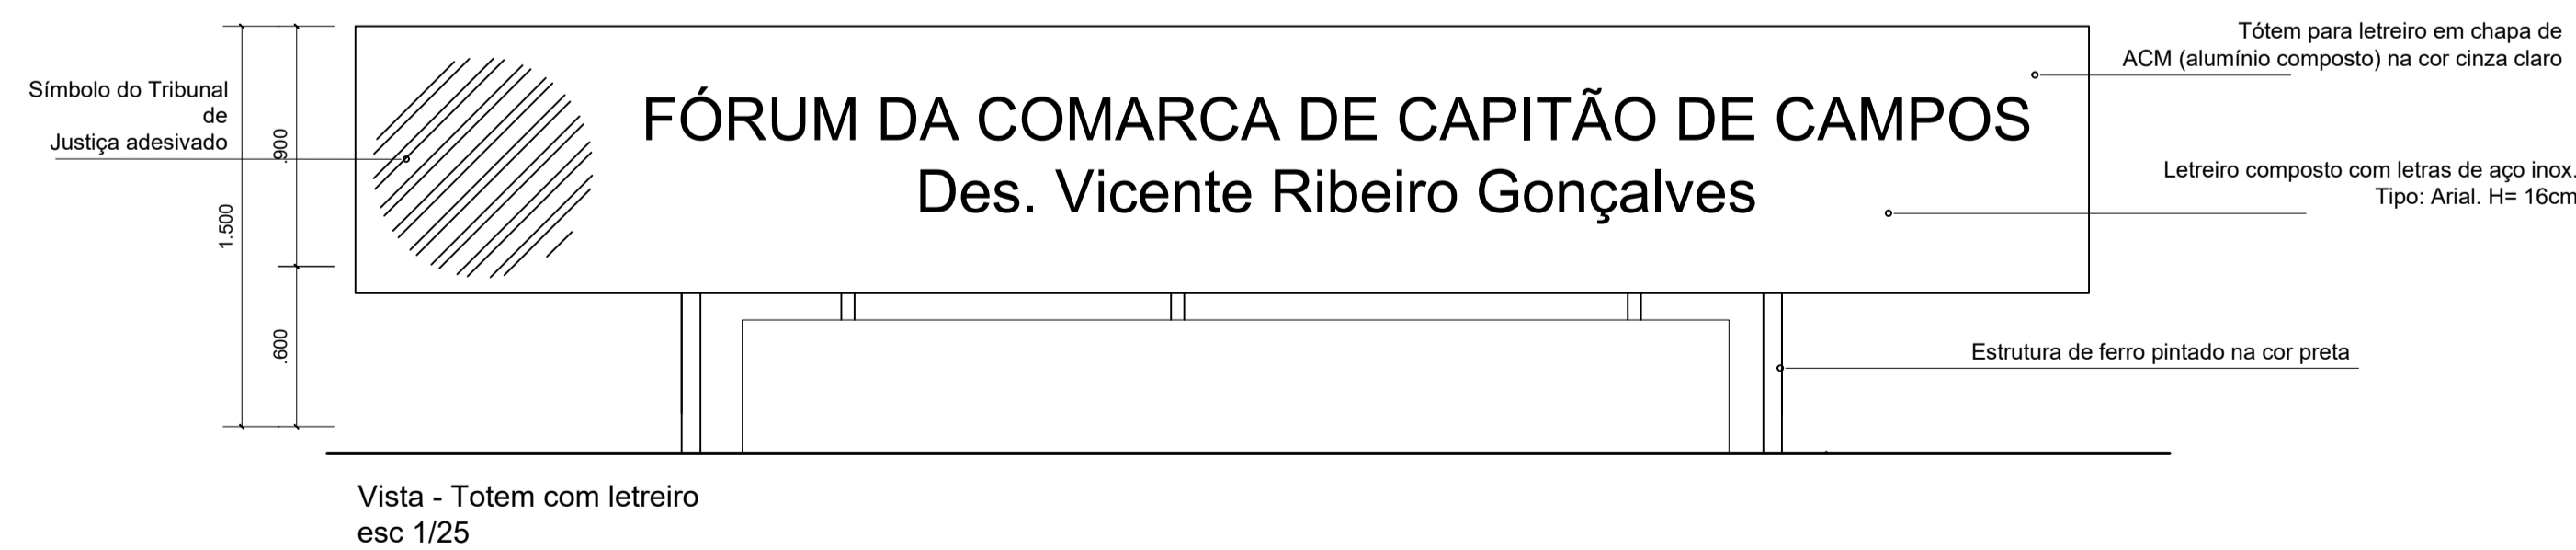 Tótem para letreiro em chapa de
ACM (alumínio composto) na cor cinza claro
Símbolo do Tribunal
de
Justiça adesivado
.900
1.500
.600
FÓRUM DA COMARCA DE CAPITÃO DE CAMPOS
Des. Vicente Ribeiro Gonçalves
Letreiro composto com letras de aço inox.
Tipo: Arial. H= 16cm
Estrutura de ferro pintado na cor preta
Vista - Totem com letreiro
esc 1/25